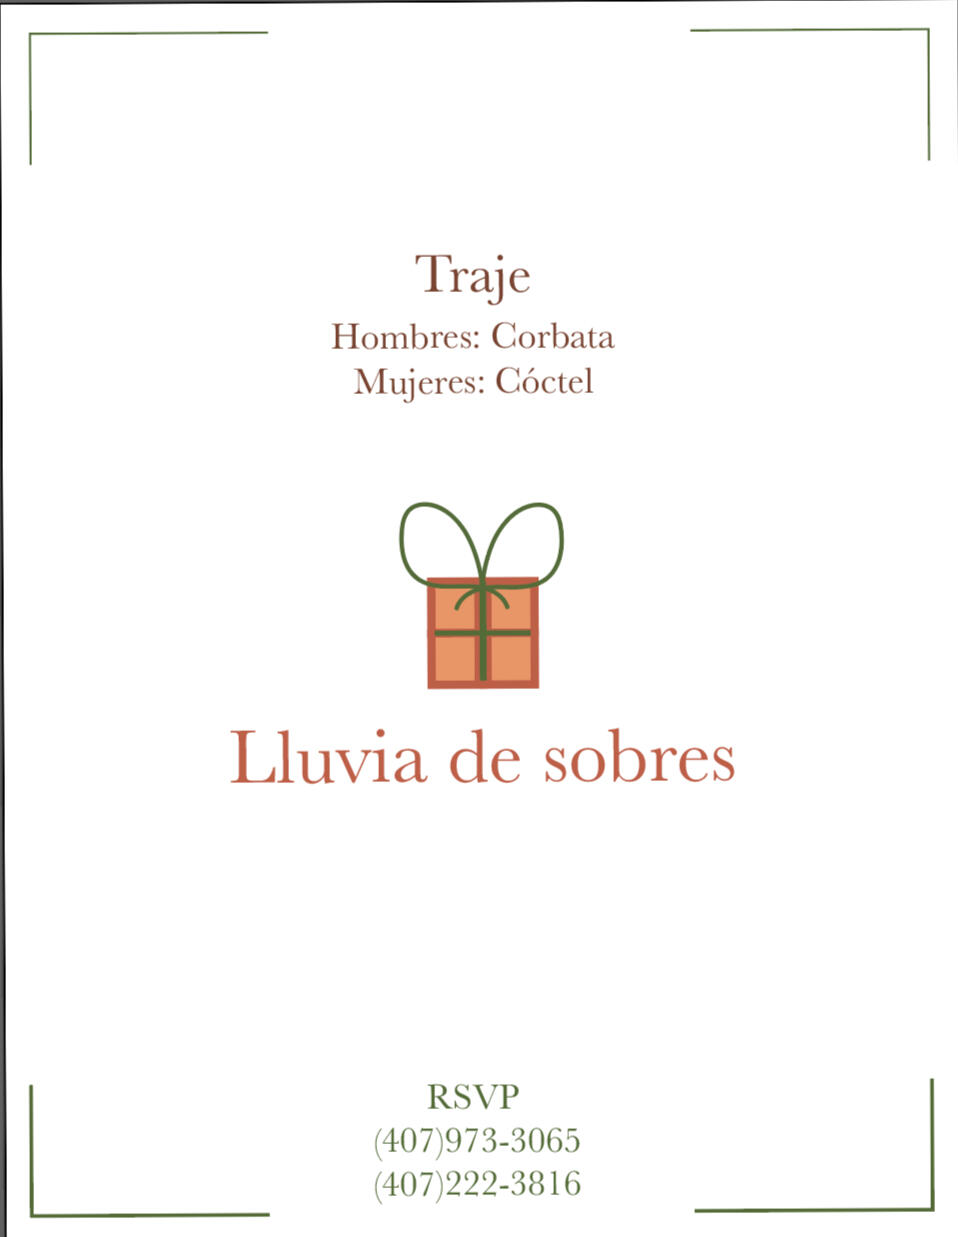 Traje
Hombres: Corbata
Mujeres: Cóctel
Lluvia de sobres
RSVP
(407)973-3065
(407)222-3816